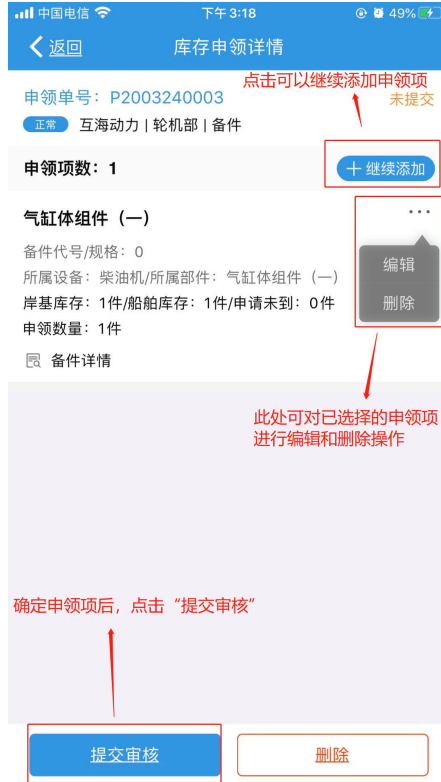 中国电信 下午3:18 49%
返回 库存申领详情
点击可以继续添加申领项
申领单号：P2003240003 未提交
正常 互海动力 | 轮机部 | 备件
申领项数：1 ＋继续添加
气缸体组件（一） ...
备件代号/规格：0 编辑
所属设备：柴油机/所属部件：气缸体组件（一）
岸基库存：1件/船舶库存：1件/申请未到：0件 删除
申领数量：1件
备件详情
此处可对已选择的申领项
进行编辑和删除操作
确定申领项后，点击“提交审核”
提交审核 删除